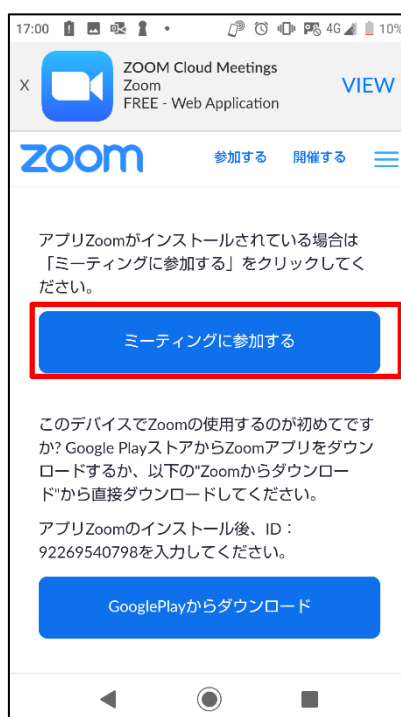 17:00 4G 10%
ZOOM Cloud Meetings
X Zoom VIEW
FREE - Web Application
zoom 参加する 開催する
アプリZoomがインストールされて
いる場合は
「ミーティングに参加する」をクリックしてく
ださい。
ミーティングに参加する
このデバイスでZoomの使用するのが初めてです
か? Google PlayストアからZoomアプリをダウン
ロードするか、以下の"Zoomからダウンロー
ド"から直接ダウンロードしてください。
アプリZoomのインストール後、ID：
92269540798を入力してください。
GooglePlayからダウンロード